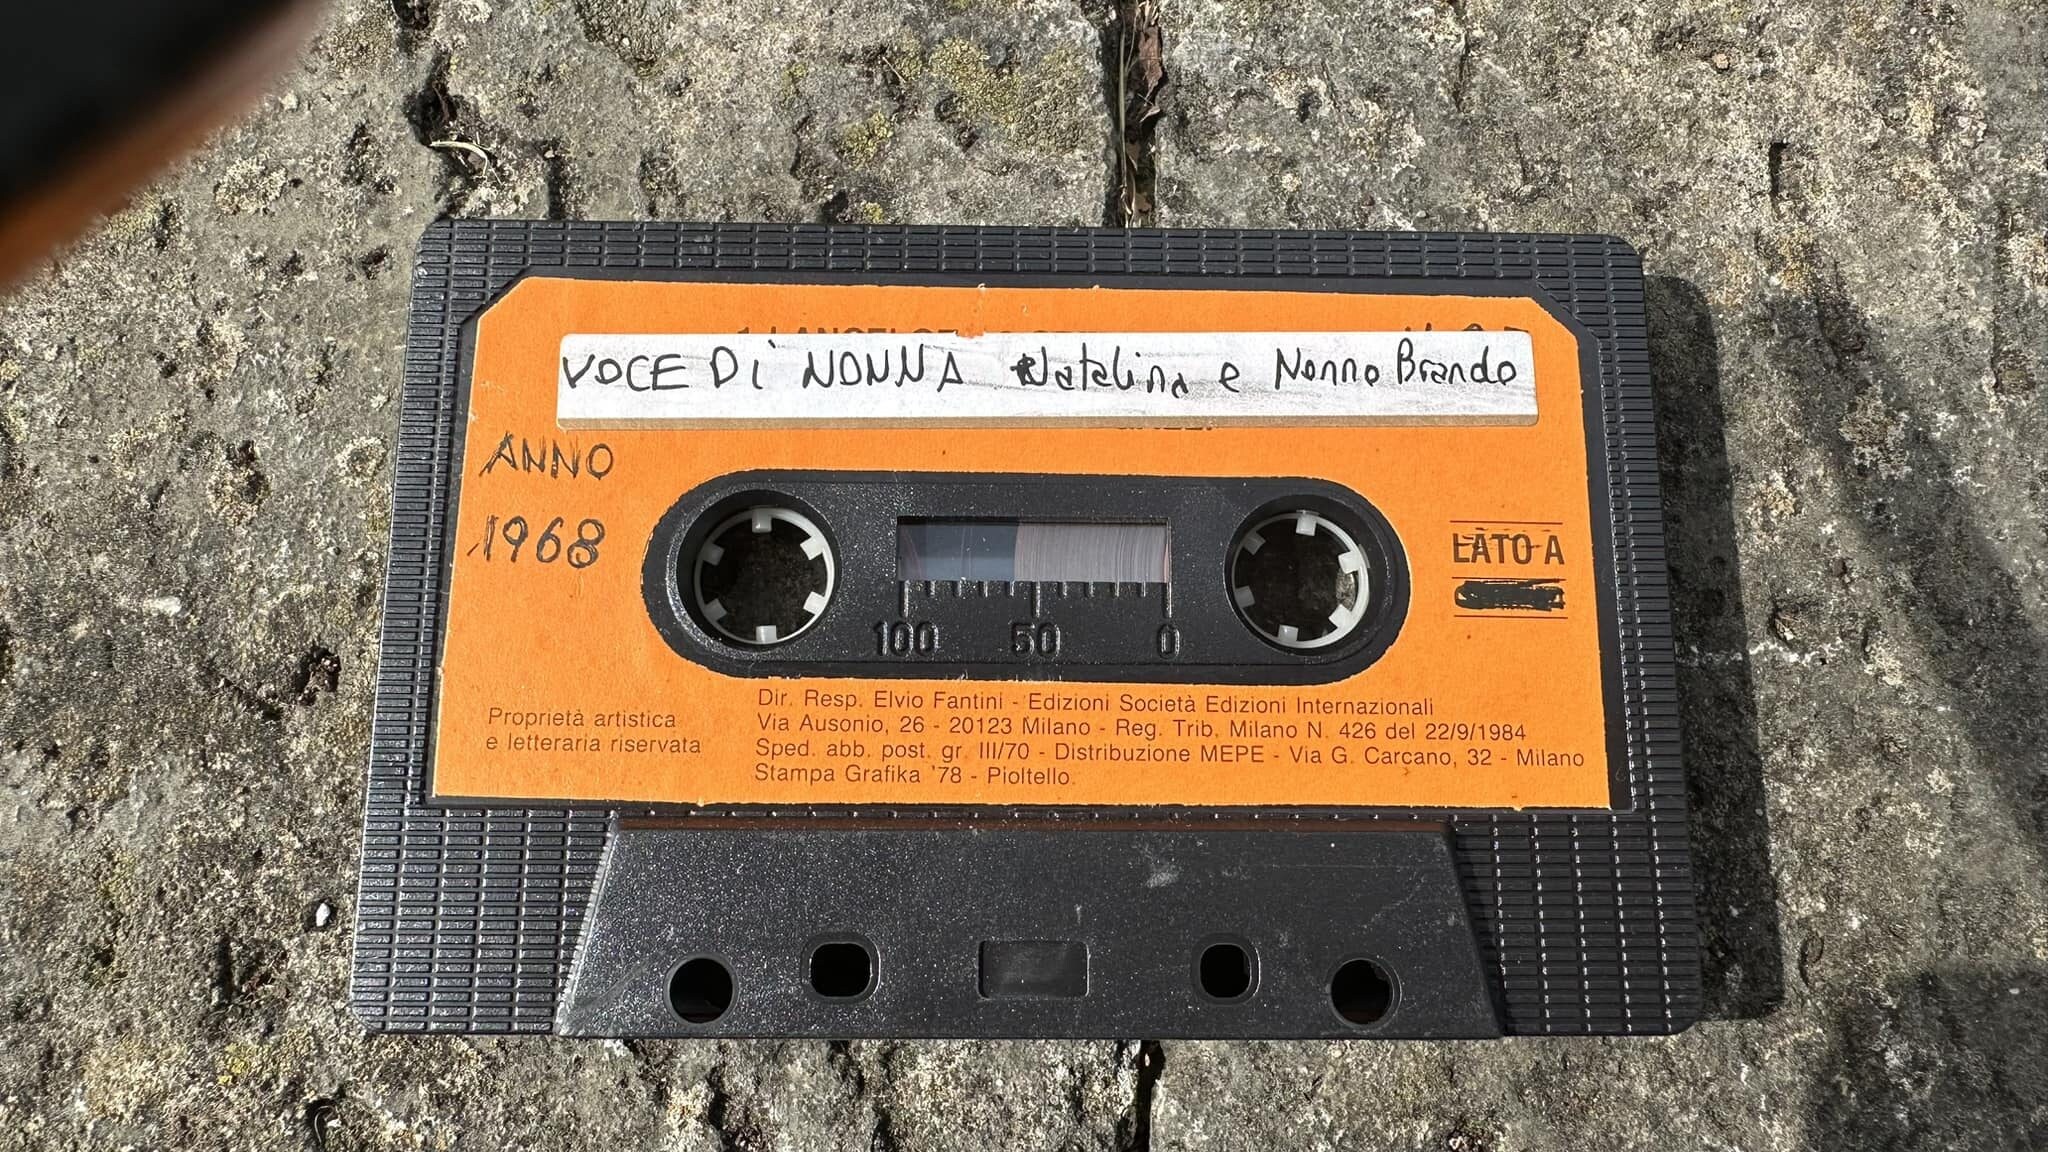 VOCE Di NONNA Natalina e Nonno Brando
ANNO
1968
LATO A
100 50 0
Proprietà artistica
e letteraria riservata
Dir. Resp. Elvio Fantini - Edizioni Società Edizioni Internazionali
Via Ausonio, 26 - 20123 Milano - Reg. Trib. Milano N. 426 del 22/9/1984
Sped. abb. post. gr. III/70 - Distribuzione MEPE - Via G. Carcano, 32 - Milano
Stampa Grafika '78 - Pioltello.